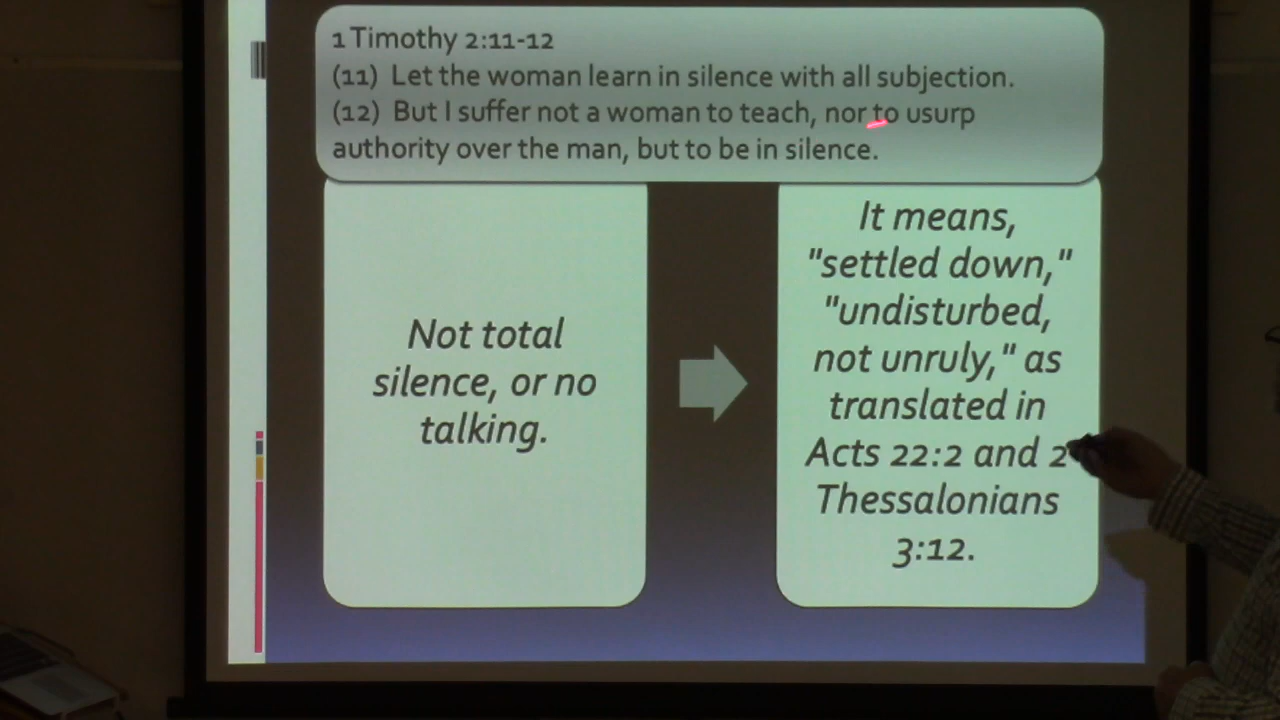 1 Timothy 2:11-12
(11) Let the woman learn in silence with all subjection.
(12) But I suffer not a woman to teach, nor to usurp
authority over the man, but to be in silence.
Not total
silence, or no
talking.
It means,
"settled down,"
"undisturbed,
not unruly," as
translated in
Acts 22:2 and 2
Thessalonians
3:12.